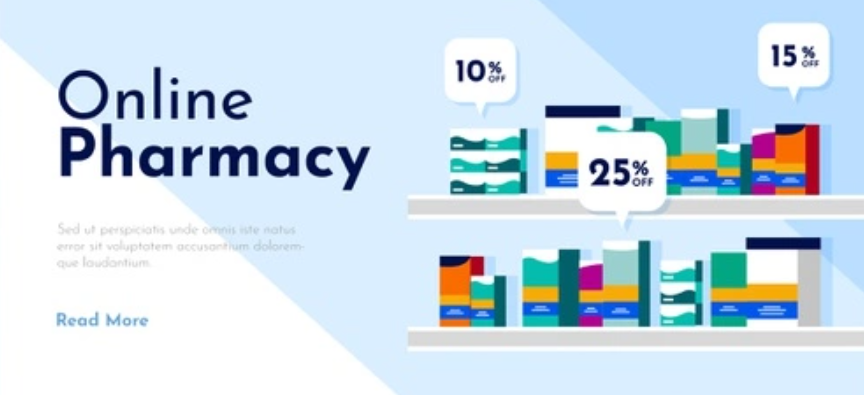 Online
Pharmacy
Sed ut perspiciatis unde omnis iste natus
error sit voluptatem accusantium dolorem-
que laudantium.
Read More
10% OFF
15% OFF
25% OFF